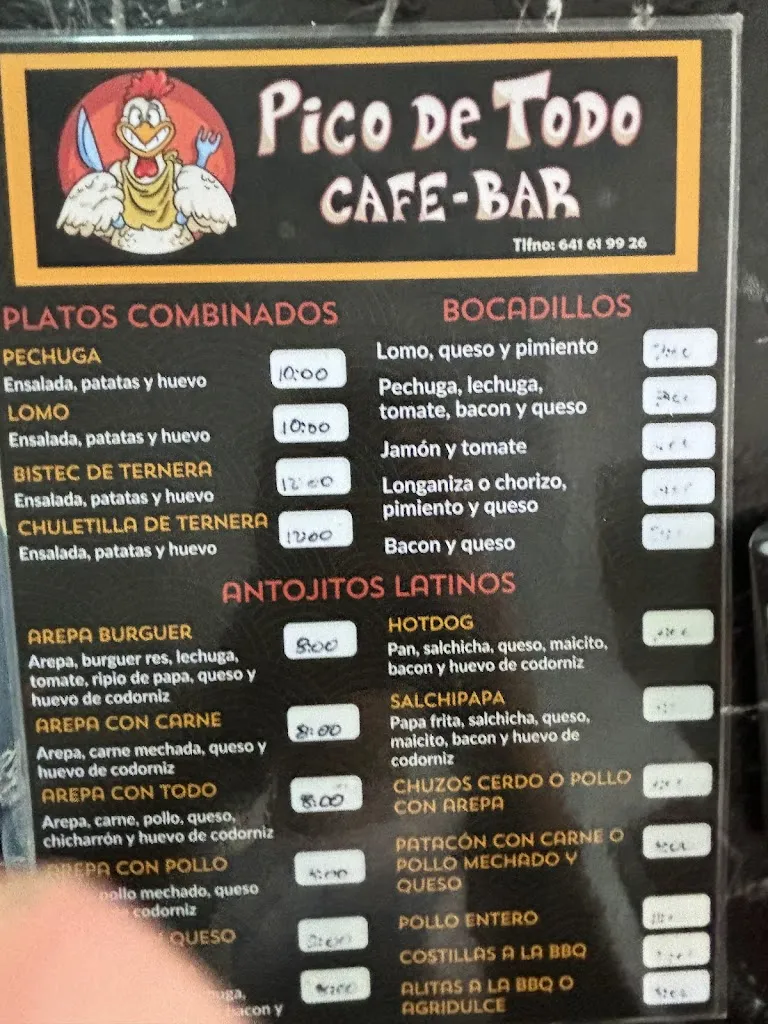 Pico de Todo
CAFE-BAR
Tlfno: 641 61 99 26
PLATOS COMBINADOS
PECHUGA
10:00
Ensalada, patatas y huevo
LOMO
10:00
Ensalada, patatas y huevo
BISTEC DE TERNERA
12:00
Ensalada, patatas y huevo
CHULETILLA DE TERNERA
12:00
Ensalada, patatas y huevo
BOCADILLOS
Lomo, queso y pimiento
Pechuga, lechuga,
tomate, bacon y queso
Jamón y tomate
Longaniza o chorizo,
pimiento y queso
Bacon y queso
ANTOJITOS LATINOS
AREPA BURGUER
8:00
Arepa, burguer res, lechuga,
tomate, ripio de papa, queso y
huevo de codorniz
AREPA CON CARNE
8:00
Arepa, carne mechada, queso y
huevo de codorniz
AREPA CON TODO
8:00
Arepa, carne, pollo, queso,
chicharrón y huevo de codorniz
AREPA CON POLLO
pollo mechado, queso
codorniz
QUESO
bacon y
HOTDOG
Pan, salchicha, queso, maicito,
bacon y huevo de codorniz
SALCHIPAPA
Papa frita, salchicha, queso,
maicito, bacon y huevo de
codorniz
CHUZOS CERDO O POLLO
CON AREPA
PATACÓN CON CARNE O
POLLO MECHADO Y
QUESO
POLLO ENTERO
COSTILLAS A LA BBQ
ALITAS A LA BBQ O
AGRIDULCE